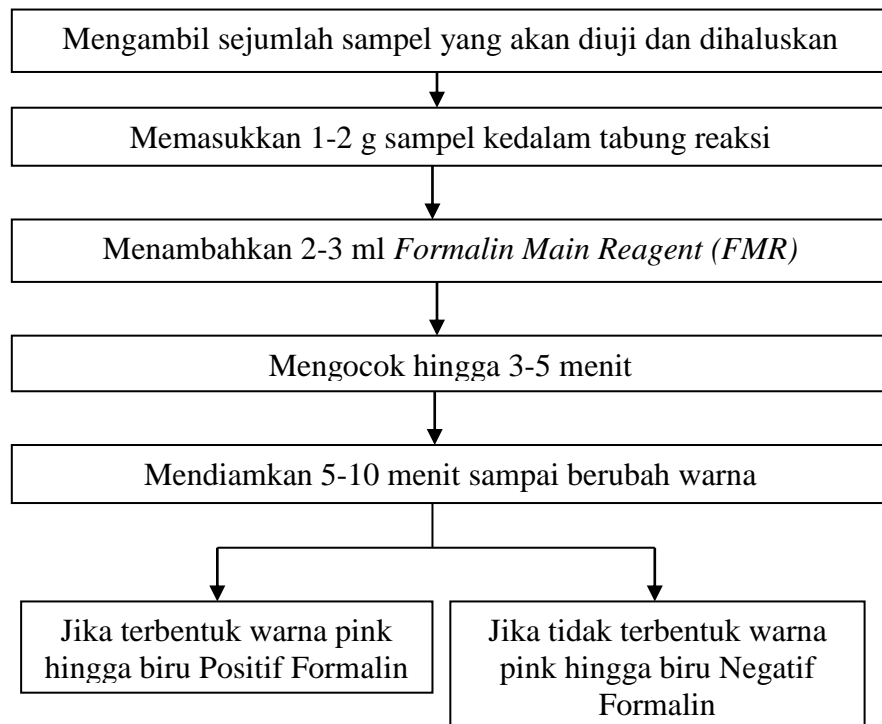 Mengambil sejumlah sampel yang akan diuji dan dihaluskan
Memasukkan 1-2 g sampel kedalam tabung reaksi
Menambahkan 2-3 ml Formalin Main Reagent (FMR)
Mengocok hingga 3-5 menit
Mendiamkan 5-10 menit sampai berubah warna
Jika terbentuk warna pink
hingga biru Positif Formalin
Jika tidak terbentuk warna
pink hingga biru Negatif
Formalin